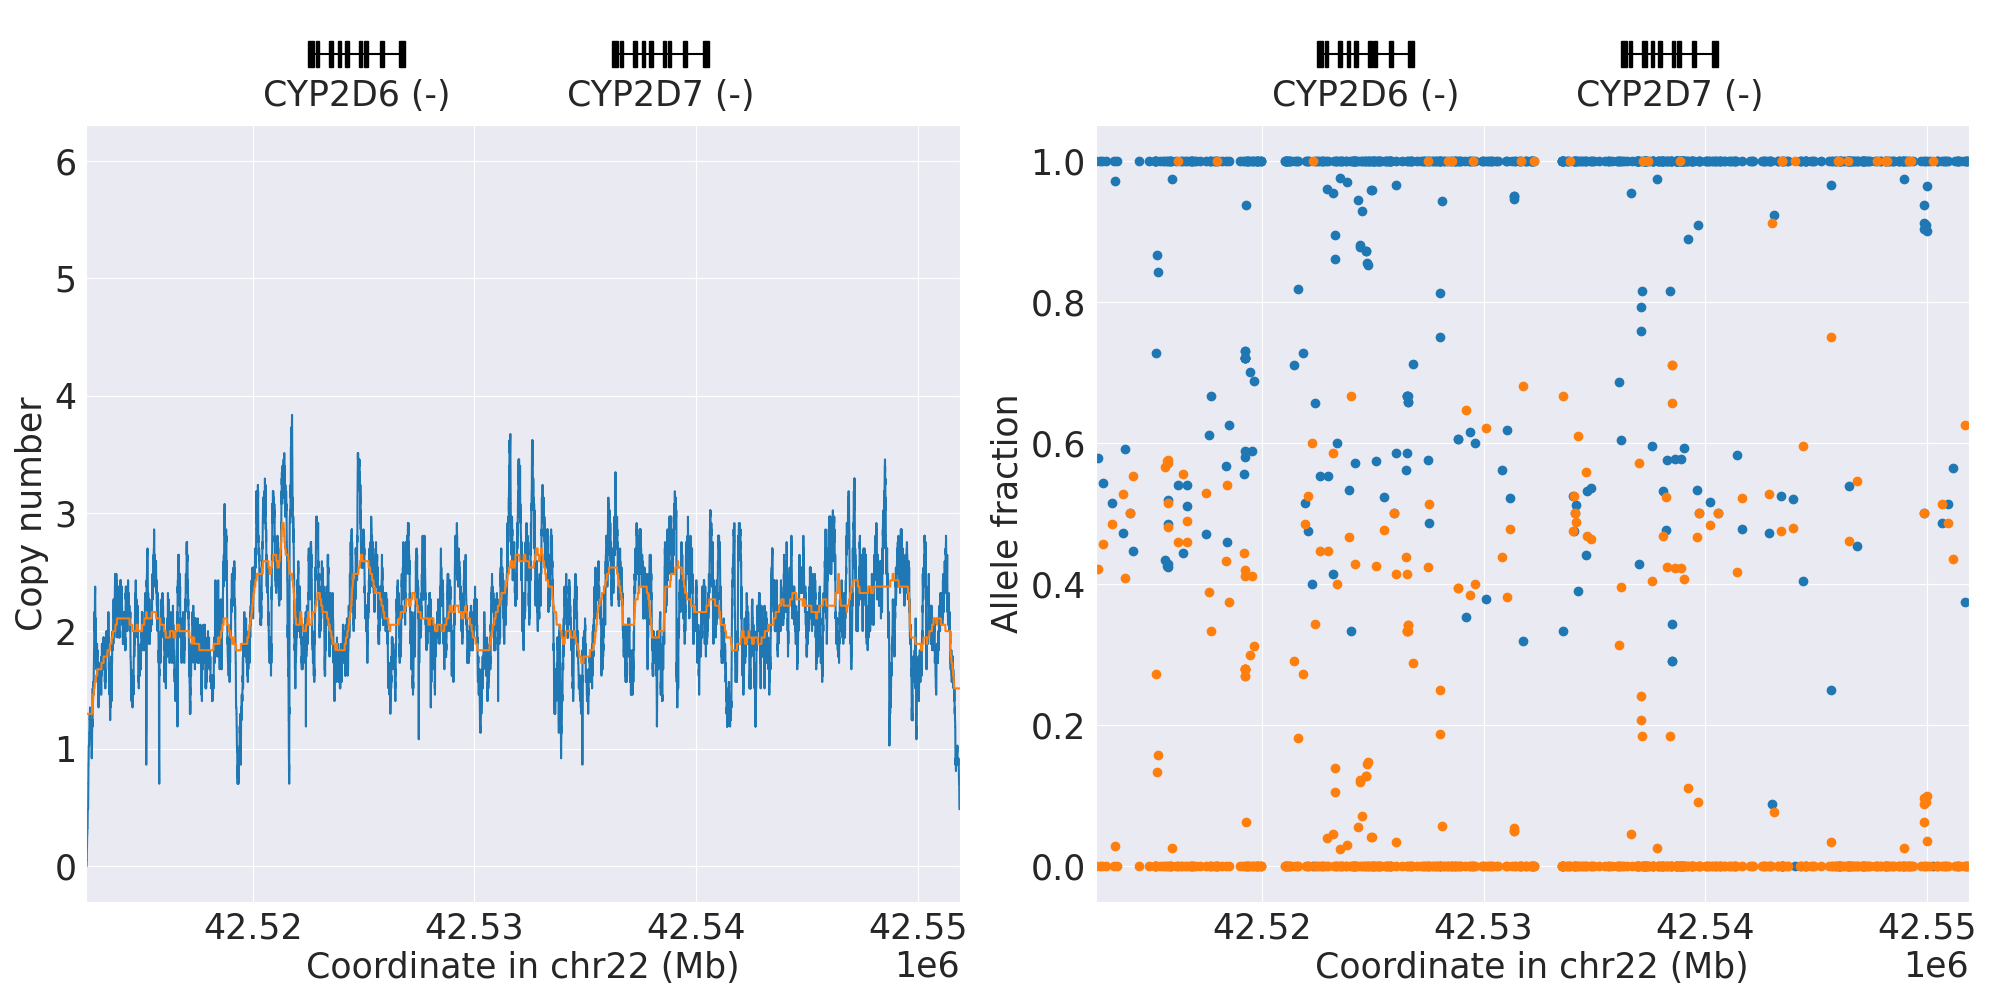 CYP2D6 (-) CYP2D7 (-)
CYP2D6 (-) CYP2D7 (-)
Copy number
6
5
4
3
2
1
0
42.52 42.53 42.54 42.55
Coordinate in chr22 (Mb) 1e6
Allele fraction
1.0
0.8
0.6
0.4
0.2
0.0
42.52 42.53 42.54 42.55
Coordinate in chr22 (Mb) 1e6